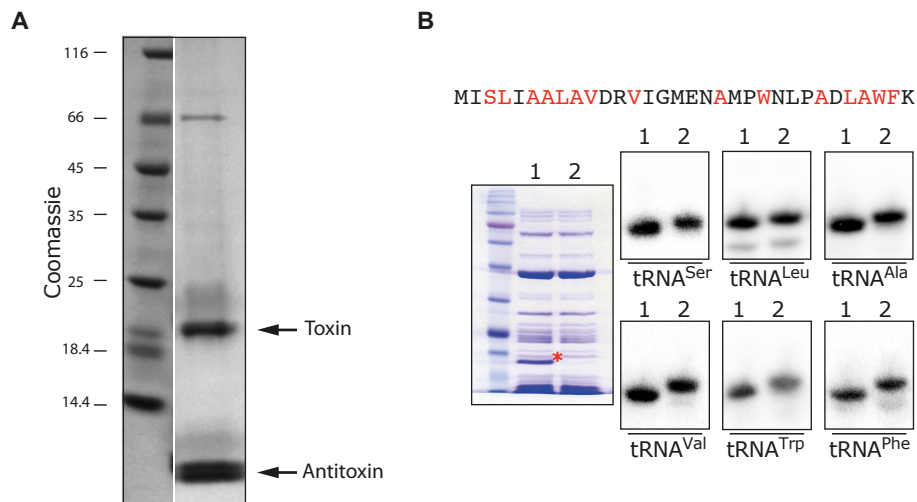 A
116
66
45
35
25
18.4
14.4
Coomassie
Toxin
Antitoxin
B
MISLIAALAVDRVIGMENAMPWNLPADLAWFK
1 2
*
1 2
tRNASer
1 2
tRNALeu
1 2
tRNAAla
1 2
tRNAVal
1 2
tRNATrp
1 2
tRNAPhe